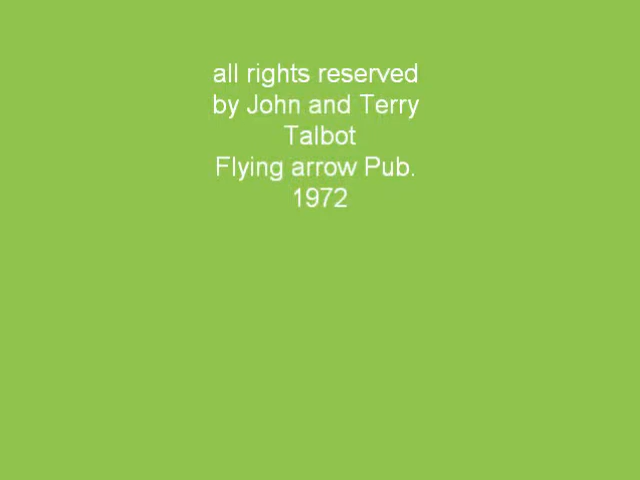 all rights reserved
by John and Terry
Talbot
Flying arrow Pub.
1972